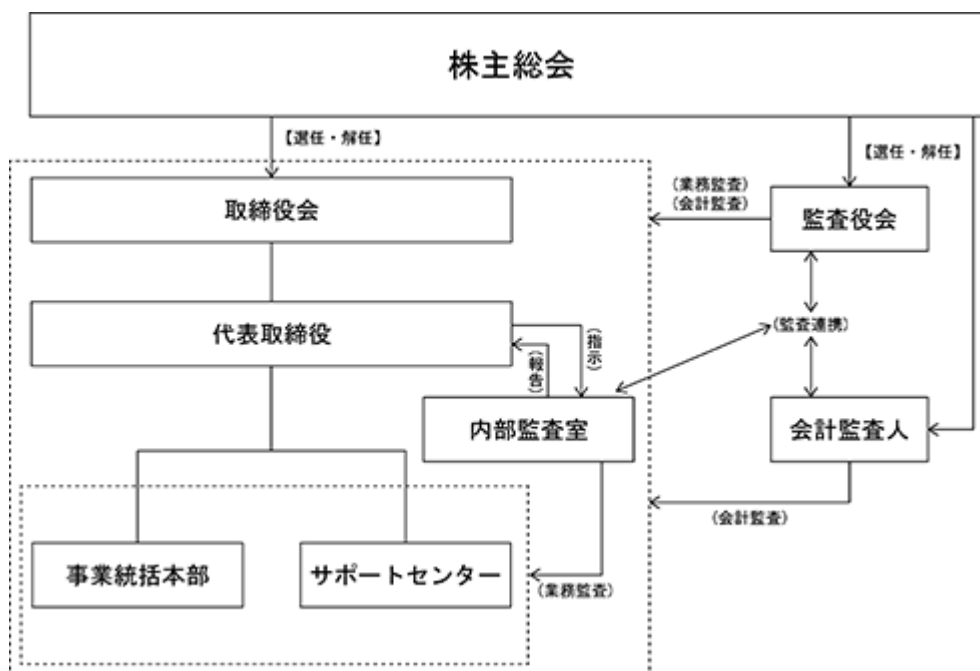 株主総会
【選任・解任】
【選任・解任】
取締役会
(業務監査)
(会計監査)
監査役会
代表取締役
(指示)
(報告)
(監査連携)
内部監査室
会計監査人
(会計監査)
事業統括本部
サポートセンター
(業務監査)